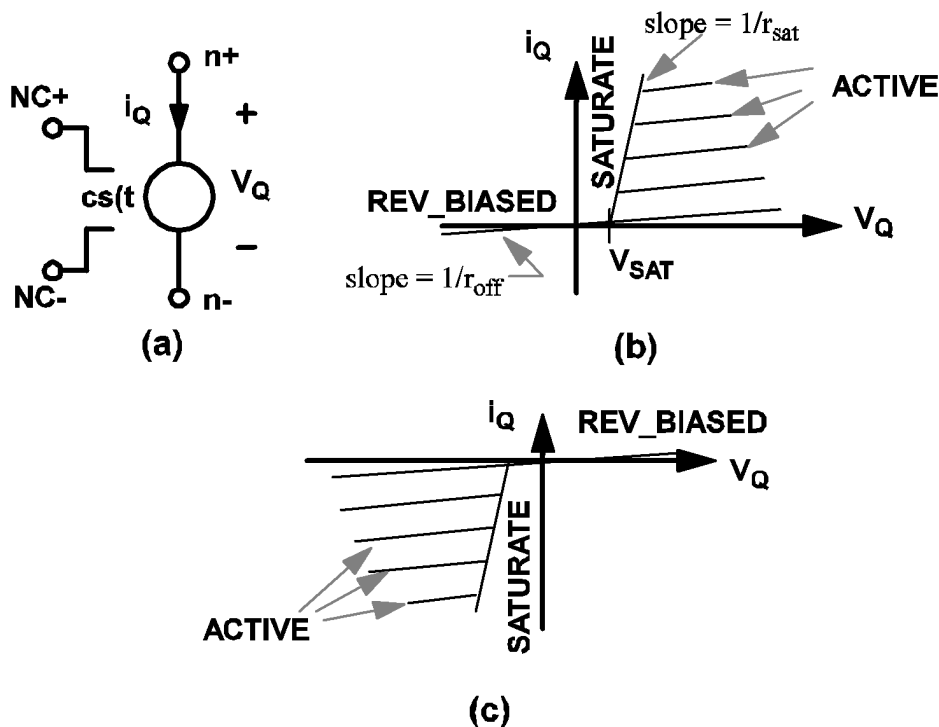 n+
NC+
iQ
+
cs(t
VQ
−
NC-
n-
(a)
slope = 1/rsat
iQ
SATURATE
ACTIVE
REV_BIASED
VQ
VSAT
slope = 1/roff
(b)
iQ
REV_BIASED
VQ
SATURATE
ACTIVE
(c)